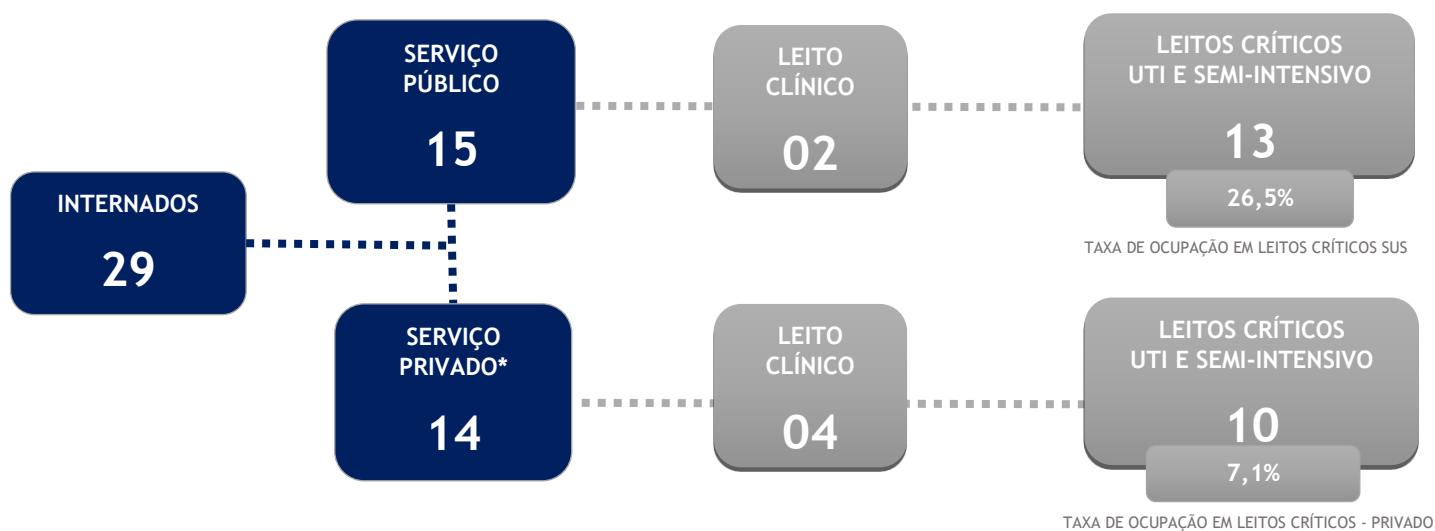 INTERNADOS
29
SERVIÇO
PÚBLICO
15
LEITO
CLÍNICO
02
LEITOS CRÍTICOS
UTI E SEMI-INTENSIVO
13
26,5%
TAXA DE OCUPAÇÃO EM LEITOS CRÍTICOS SUS
SERVIÇO
PRIVADO*
14
LEITO
CLÍNICO
04
LEITOS CRÍTICOS
UTI E SEMI-INTENSIVO
10
7,1%
TAXA DE OCUPAÇÃO EM LEITOS CRÍTICOS - PRIVADO